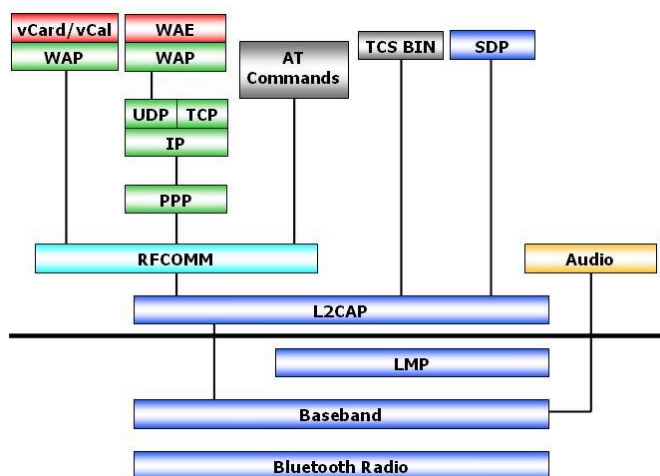 vCard/vCal
WAP
WAE
WAP
AT
Commands
TCS BIN
SDP
UDP
TCP
IP
PPP
RFCOMM
Audio
L2CAP
LMP
Baseband
Bluetooth Radio